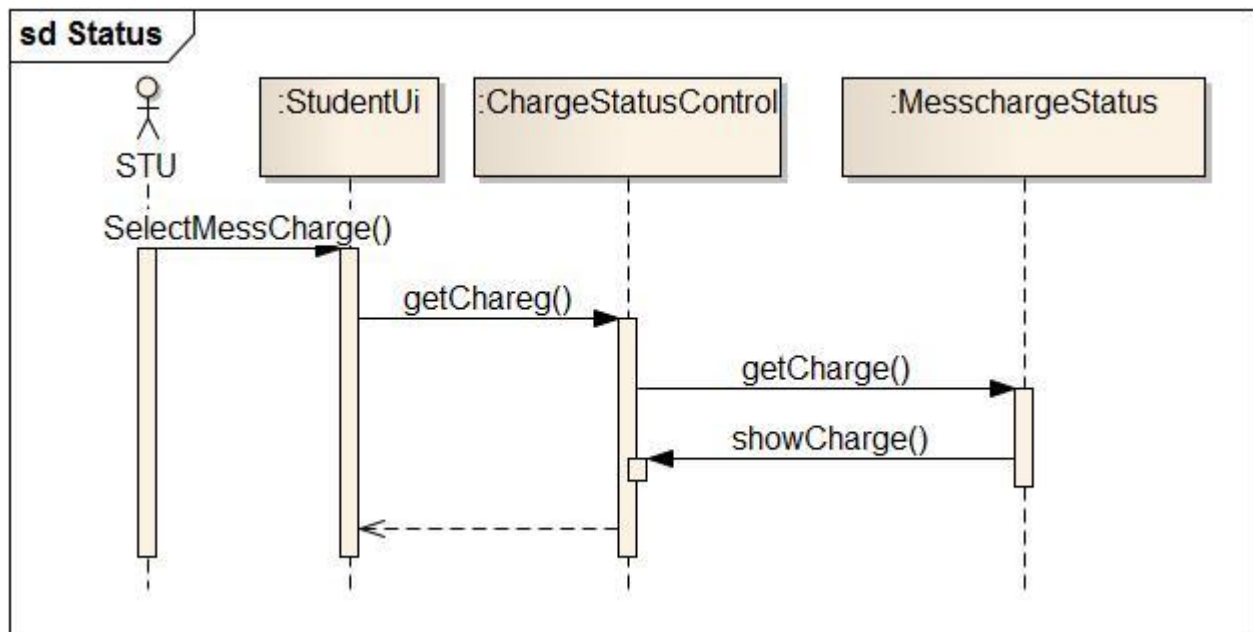 sd Status
:StudentUi
:ChargeStatusControl
:MesschargeStatus
STU
SelectMessCharge()
getChareg()
getCharge()
showCharge()